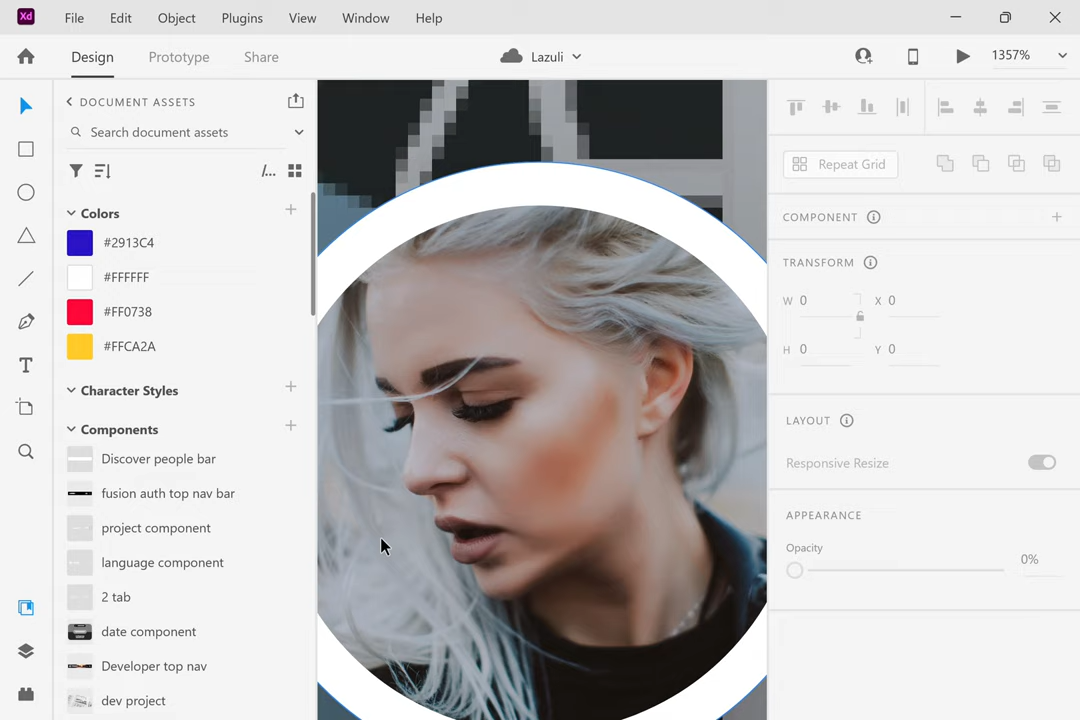 Xd File Edit Object Plugins View Window Help
Design Prototype Share Lazuli 1357%
DOCUMENT ASSETS
Search document assets
/...
Colors
#2913C4
#FFFFFF
#FF0738
#FFCA2A
Character Styles
Components
Discover people bar
fusion auth top nav bar
project component
language component
2 tab
date component
Developer top nav
dev project
Repeat Grid
COMPONENT
TRANSFORM
W 0 X 0
H 0 Y 0
LAYOUT
Responsive Resize
APPEARANCE
Opacity
0%